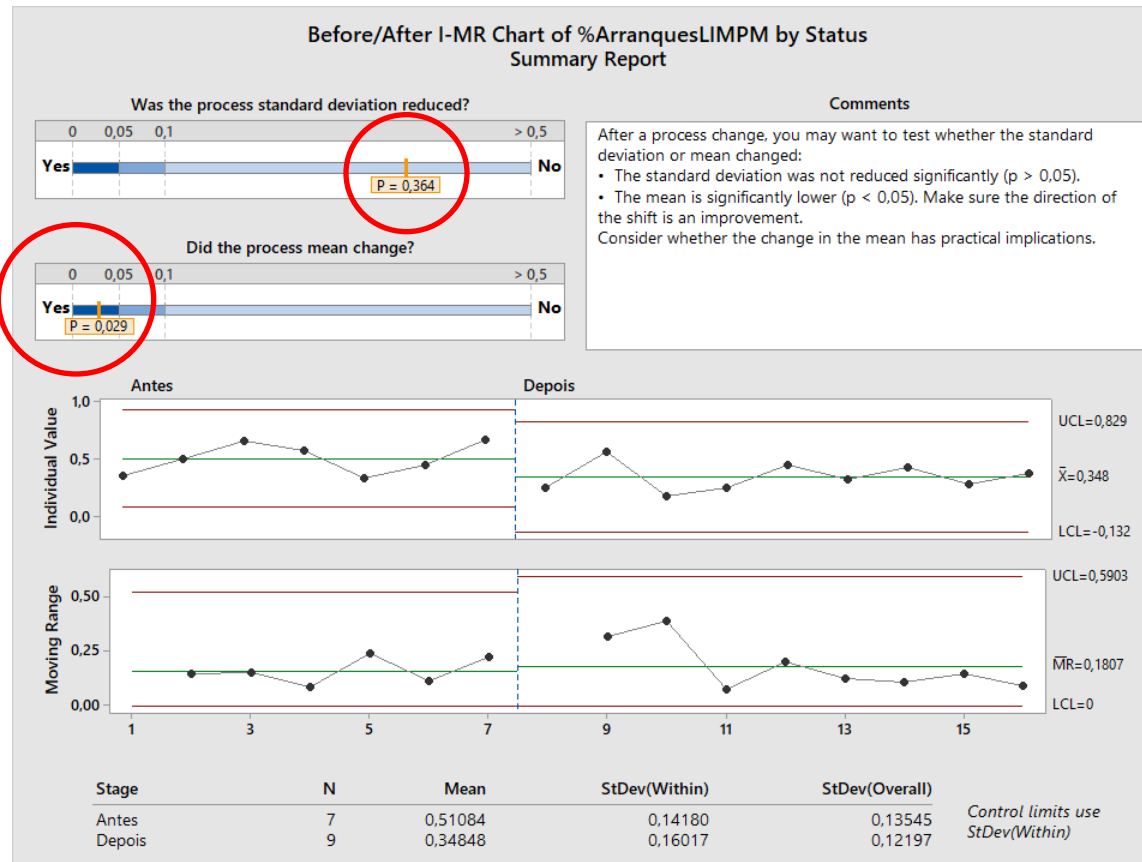 Before/After I-MR Chart of %ArranquesLIMPM by Status
Summary Report
Was the process standard deviation reduced?
0 0,05 0,1 > 0,5
Yes No
P = 0,364
Did the process mean change?
0 0,05 0,1 > 0,5
Yes No
P = 0,029
Comments
After a process change, you may want to test whether the standard
deviation or mean changed:
• The standard deviation was not reduced significantly (p > 0,05).
• The mean is significantly lower (p < 0,05). Make sure the direction of
the shift is an improvement.
Consider whether the change in the mean has practical implications.
Antes Depois
Individual Value
1,0
0,5
0,0
UCL=0,829
X̄=0,348
LCL=-0,132
Moving Range
0,50
0,25
0,00
UCL=0,5903
M̄R̄=0,1807
LCL=0
1 3 5 7 9 11 13 15
Stage N Mean StDev(Within) StDev(Overall)
Antes 7 0,51084 0,14180 0,13545
Depois 9 0,34848 0,16017 0,12197
Control limits use
StDev(Within)